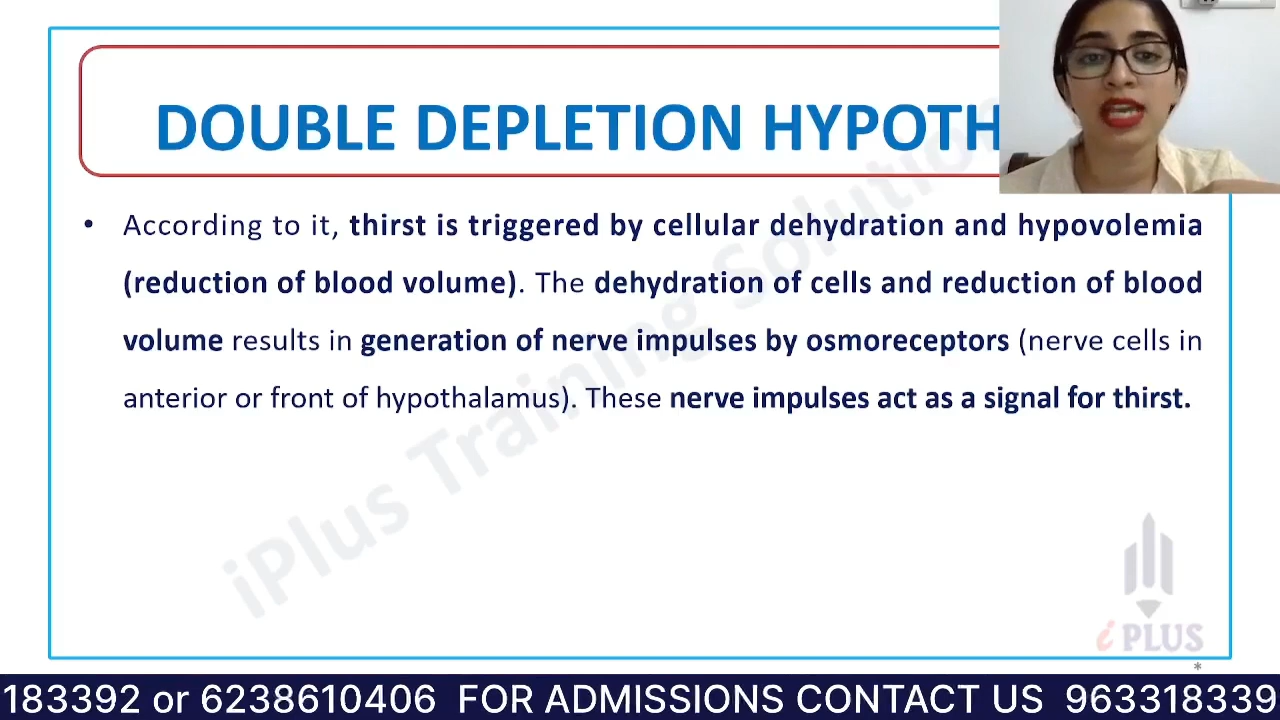 DOUBLE DEPLETION HYPOTH
• According to it, thirst is triggered by cellular dehydration and hypovolemia
(reduction of blood volume). The dehydration of cells and reduction of blood
volume results in generation of nerve impulses by osmoreceptors (nerve cells in
anterior or front of hypothalamus). These nerve impulses act as a signal for thirst.
iPlus Training Solutio
i PLUS
*
183392 or 6238610406 FOR ADMISSIONS CONTACT US 963318339